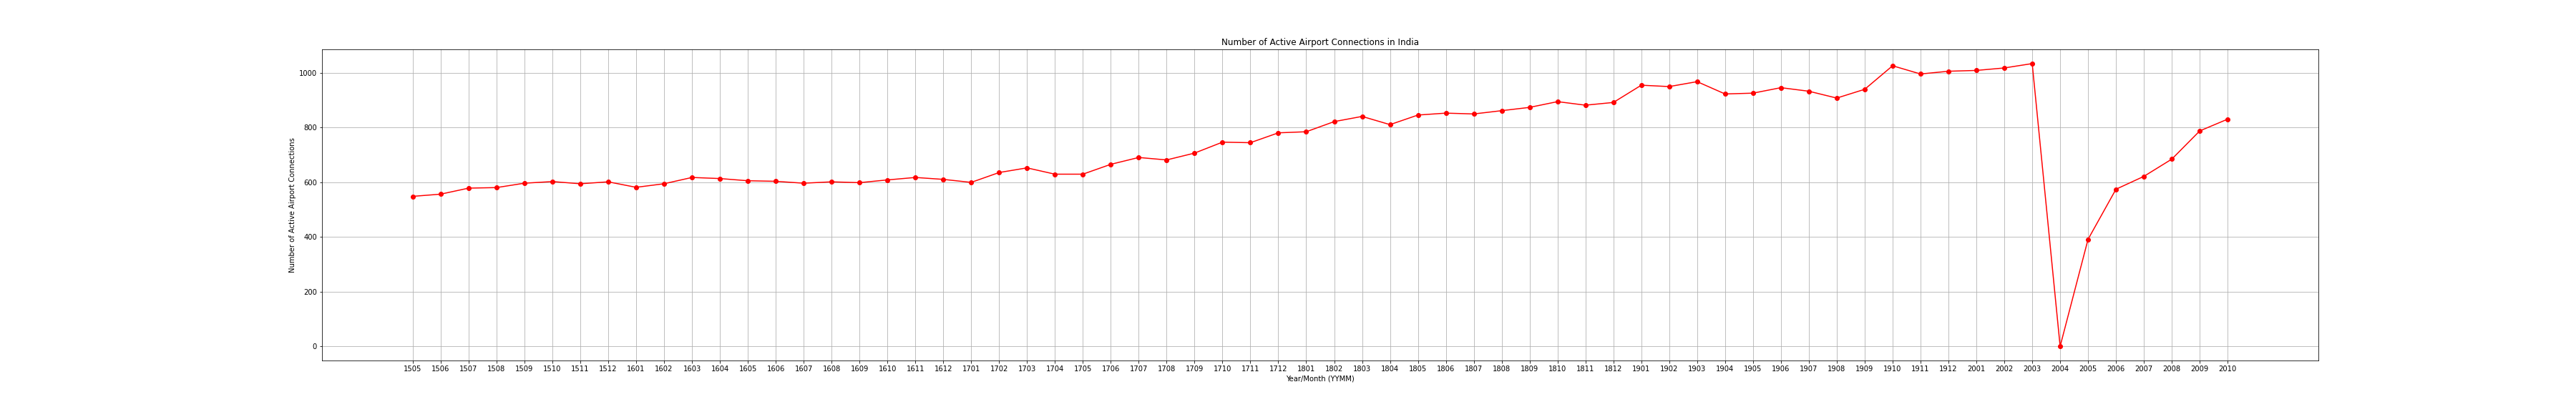 Number of Active Airport Connections in India
Number of Active Airport Connections
1000
800
600
400
200
0
1505 1506 1507 1508 1509 1510 1511 1512 1601 1602 1603 1604 1605 1606 1607 1608 1609 1610 1611 1612 1701 1702 1703 1704 1705 1706 1707 1708 1709 1710 1711 1712 1801 1802 1803 1804 1805 1806 1807 1808 1809 1810 1811 1812 1901 1902 1903 1904 1905 1906 1907 1908 1909 1910 1911 1912 2001 2002 2003 2004 2005 2006 2007 2008 2009 2010
Year/Month (YYMM)